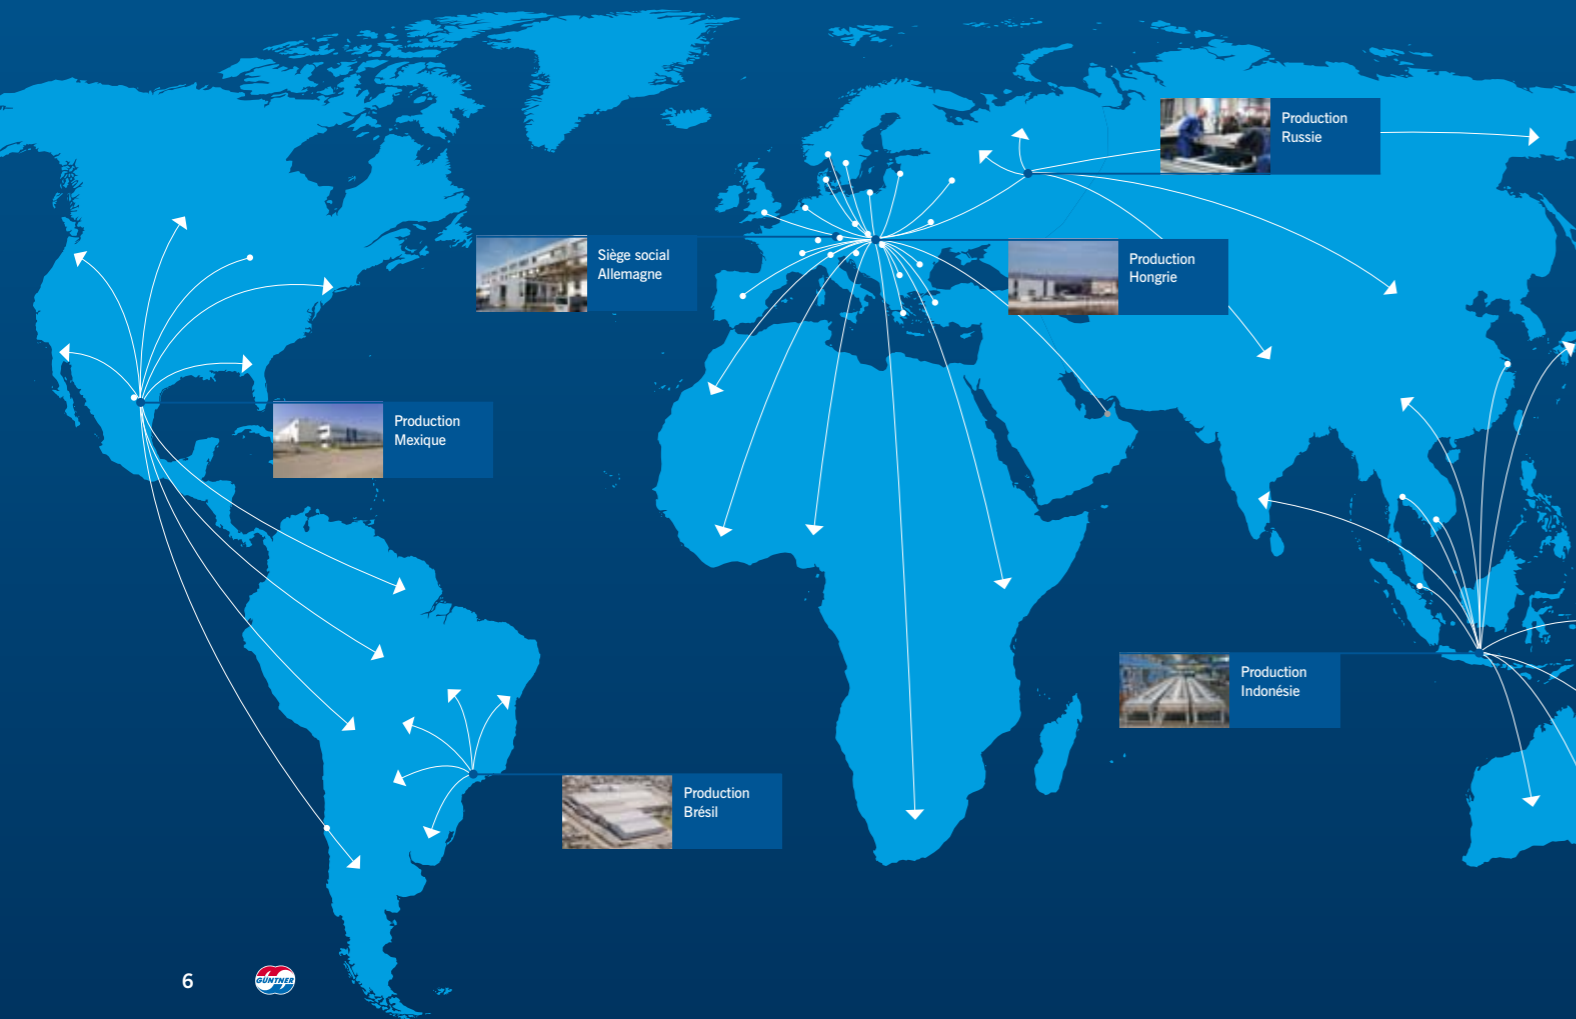 Production
Russie
Siège social
Allemagne
Production
Hongrie
Production
Mexique
Production
Indonésie
Production
Brésil
6
GÜNTNER